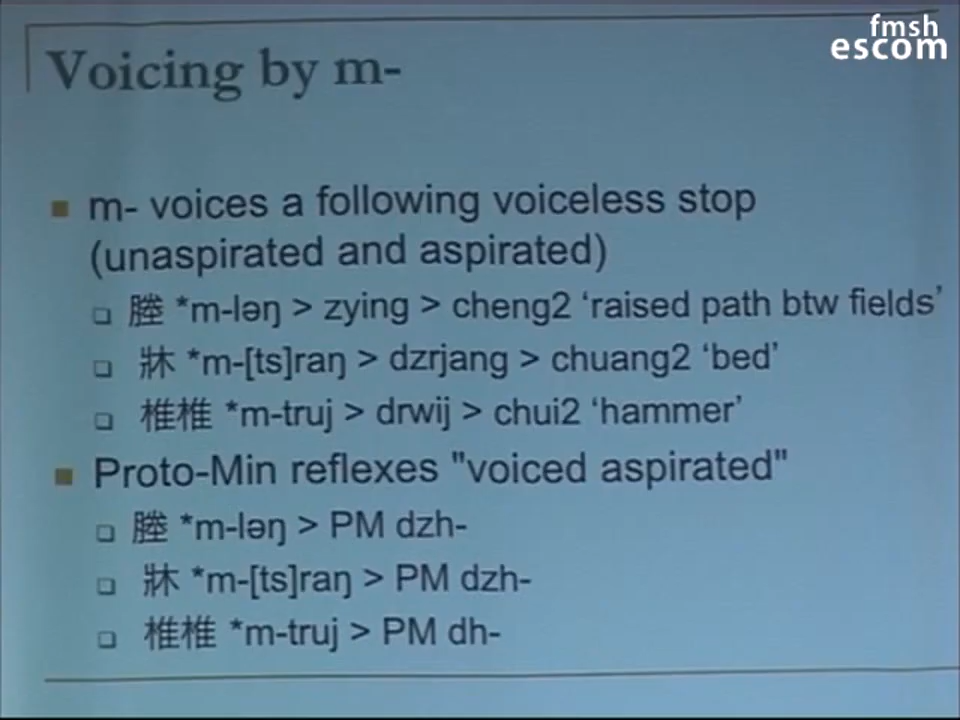 fmsh
escom
Voicing by m-
m- voices a following voiceless stop
(unaspirated and aspirated)
塍 *m-ləŋ > zying > cheng2 ‘raised path btw fields’
牀 *m-[ts]raŋ > dzrjang > chuang2 ‘bed’
椎椎 *m-truj > drwij > chui2 ‘hammer’
Proto-Min reflexes "voiced aspirated"
塍 *m-ləŋ > PM dzh-
牀 *m-[ts]raŋ > PM dzh-
椎椎 *m-truj > PM dh-